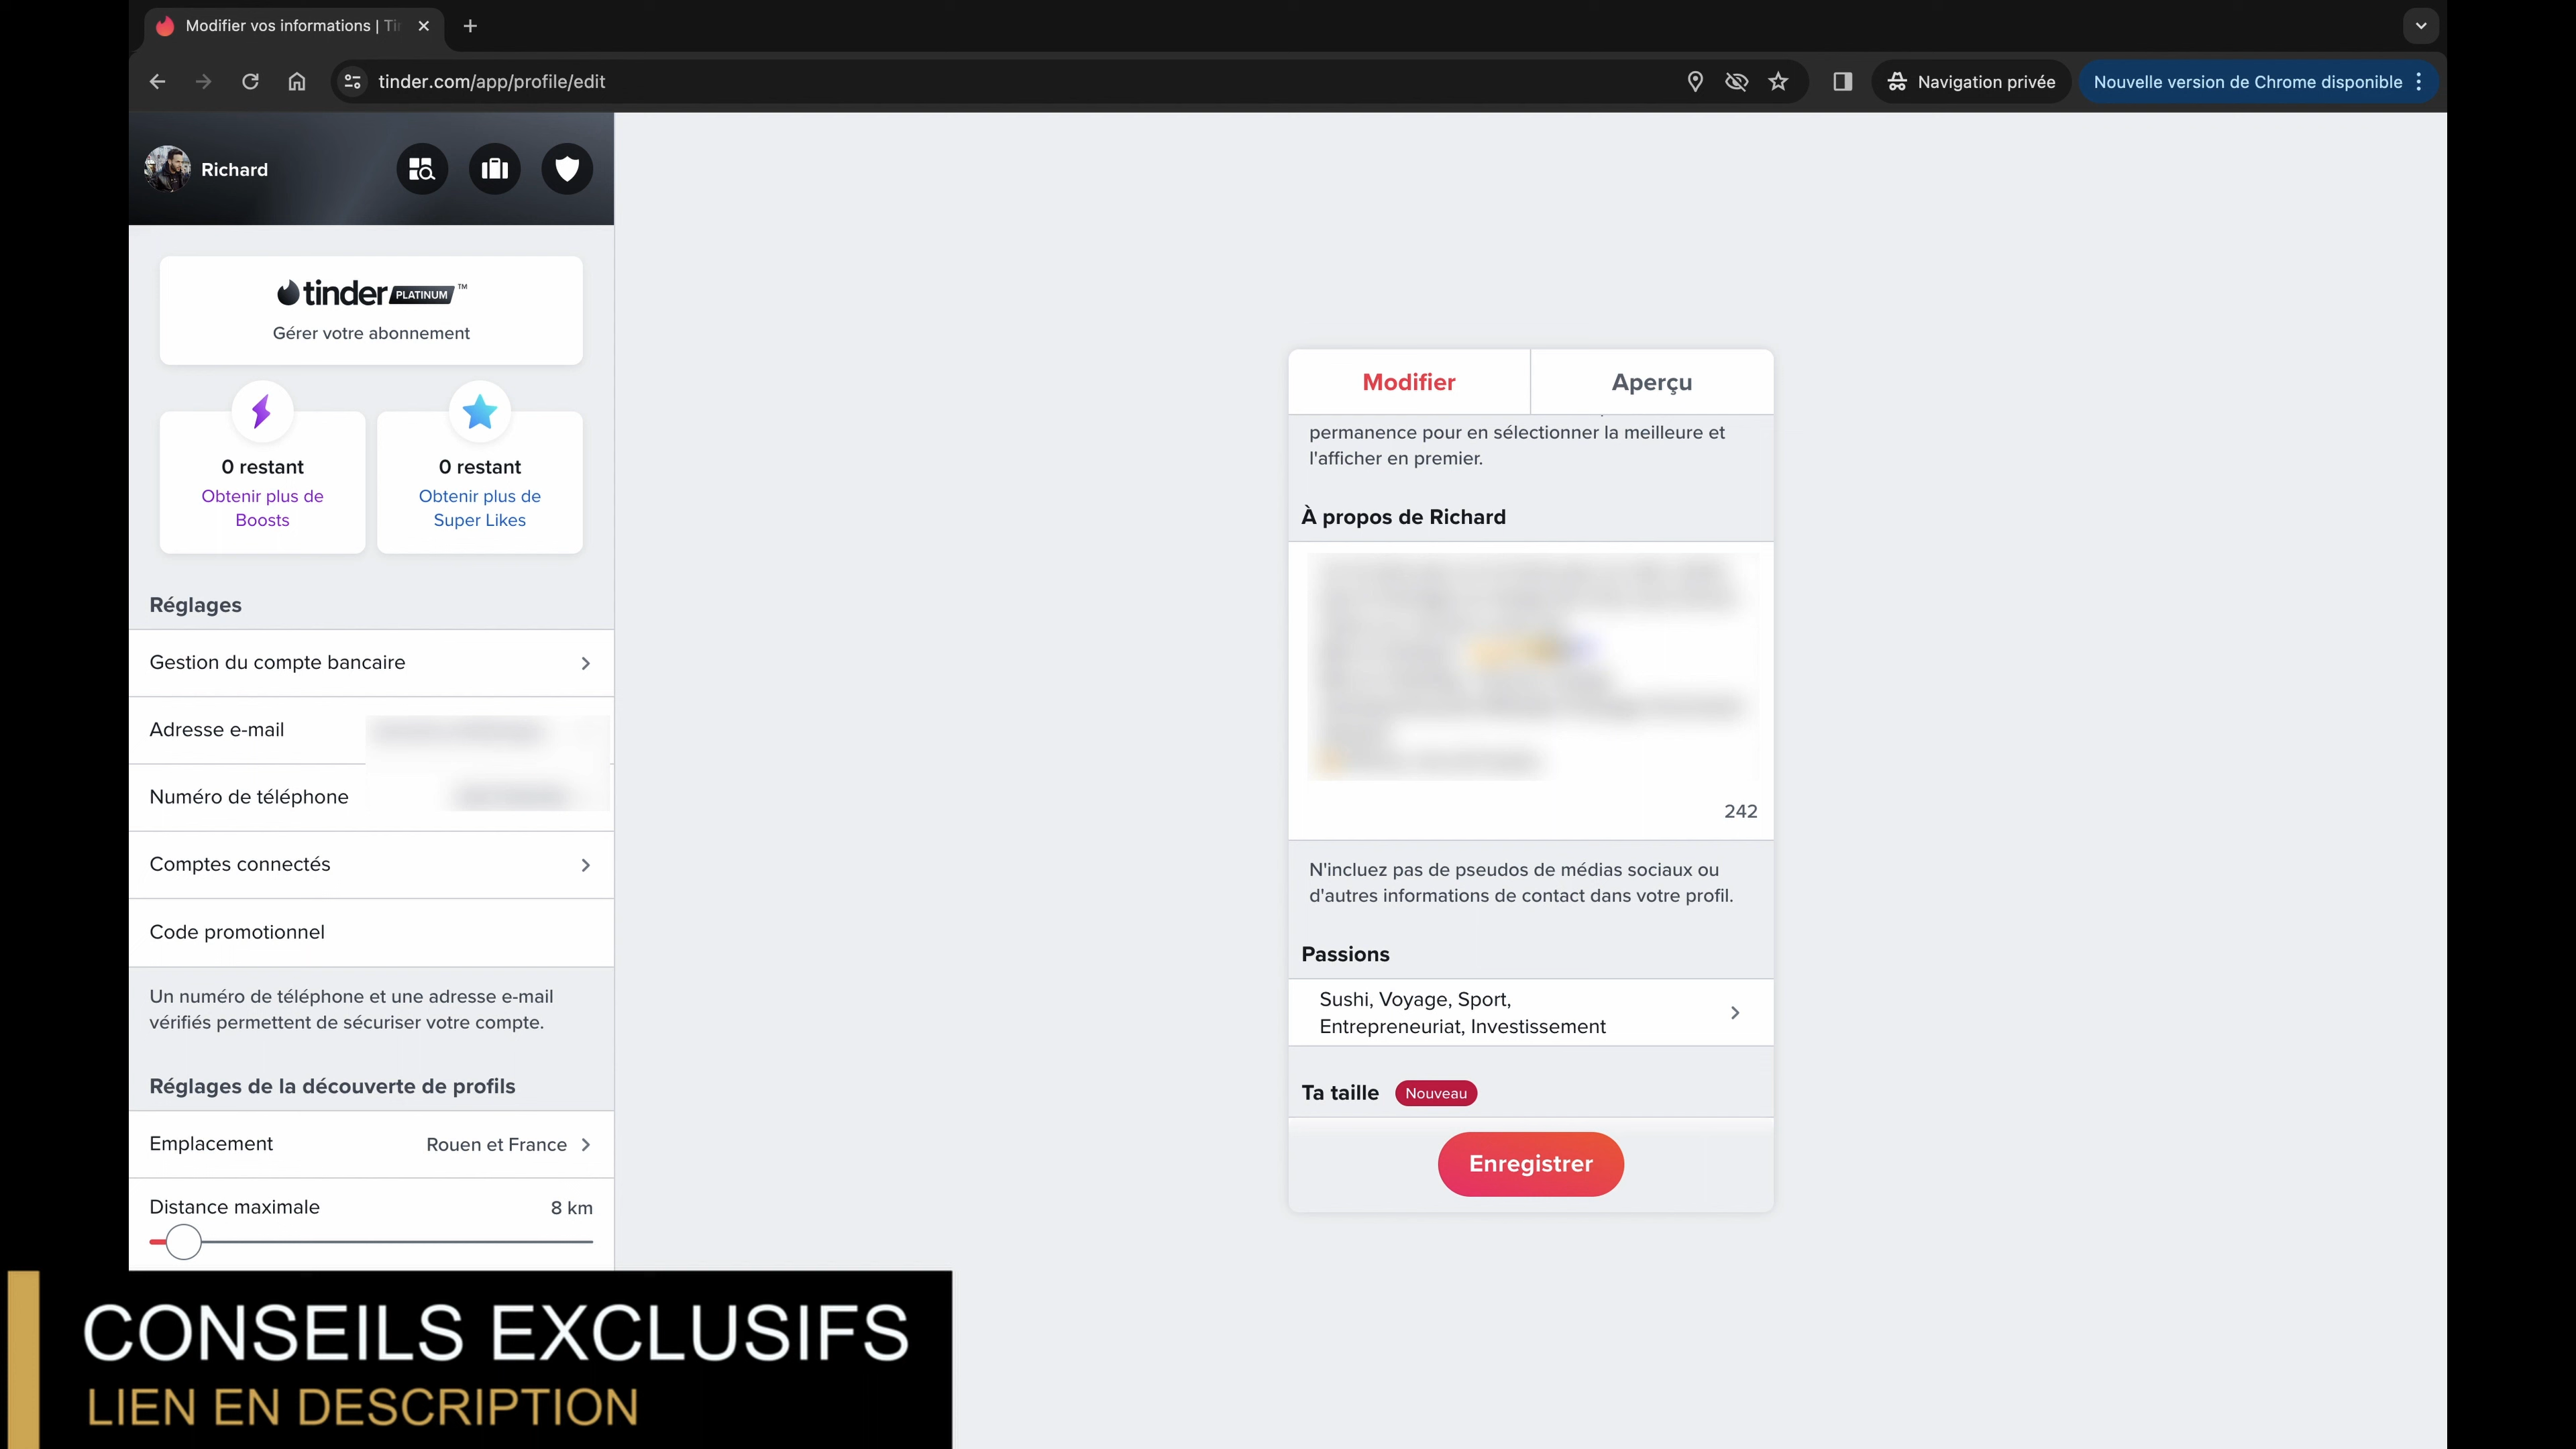 Modifier vos informations | Ti
tinder.com/app/profile/edit
Navigation privée
Nouvelle version de Chrome disponible
Richard
tinder PLATINUM ™
Gérer votre abonnement
0 restant
Obtenir plus de
Boosts
0 restant
Obtenir plus de
Super Likes
Réglages
Gestion du compte bancaire
Adresse e-mail
Numéro de téléphone
Comptes connectés
Code promotionnel
Un numéro de téléphone et une adresse e-mail
vérifiés permettent de sécuriser votre compte.
Réglages de la découverte de profils
Emplacement Rouen et France
Distance maximale 8 km
Modifier Aperçu
permanence pour en sélectionner la meilleure et
l'afficher en premier.
À propos de Richard
242
N'incluez pas de pseudos de médias sociaux ou
d'autres informations de contact dans votre profil.
Passions
Sushi, Voyage, Sport,
Entrepreneuriat, Investissement
Ta taille Nouveau
Enregistrer
CONSEILS EXCLUSIFS
LIEN EN DESCRIPTION